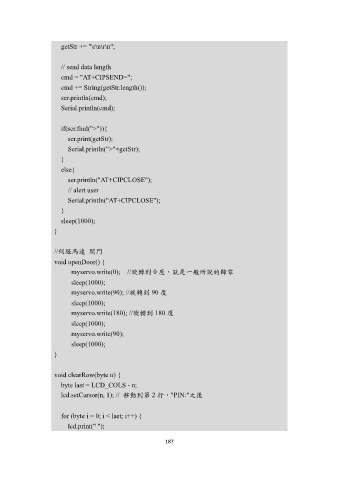 getStr += "\r\n\r\n";
// send data length
cmd = "AT+CIPSEND=";
cmd += String(getStr.length());
ser.println(cmd);
Serial.println(cmd);
if(ser.find(">")){
ser.print(getStr);
Serial.println(">"+getStr);
}
else{
ser.println("AT+CIPCLOSE");
// alert user
Serial.println("AT+CIPCLOSE");
}
sleep(1000);
}
//伺服馬達 開門
void openDoor() {
myservo.write(0); //旋轉到 0 度，就是一般所說的歸零
sleep(1000);
myservo.write(90); //旋轉到 90 度
sleep(1000);
myservo.write(180); //旋轉到 180 度
sleep(1000);
myservo.write(90);
sleep(1000);
}
void clearRow(byte n) {
byte last = LCD_COLS - n;
lcd.setCursor(n, 1); // 移動到第 2 行，"PIN:"之後
for (byte i = 0; i < last; i++) {
lcd.print(" ");
187